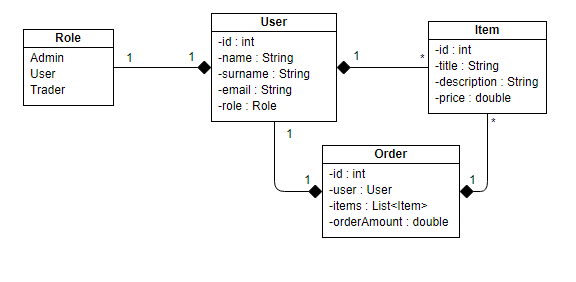 Role
Admin
User
Trader
1
1
User
-id : int
-name : String
-surname : String
-email : String
-role : Role
1
*
Item
-id : int
-title : String
-description : String
-price : double
*
1
1
1
Order
-id : int
-user : User
-items : List<Item>
-orderAmount : double